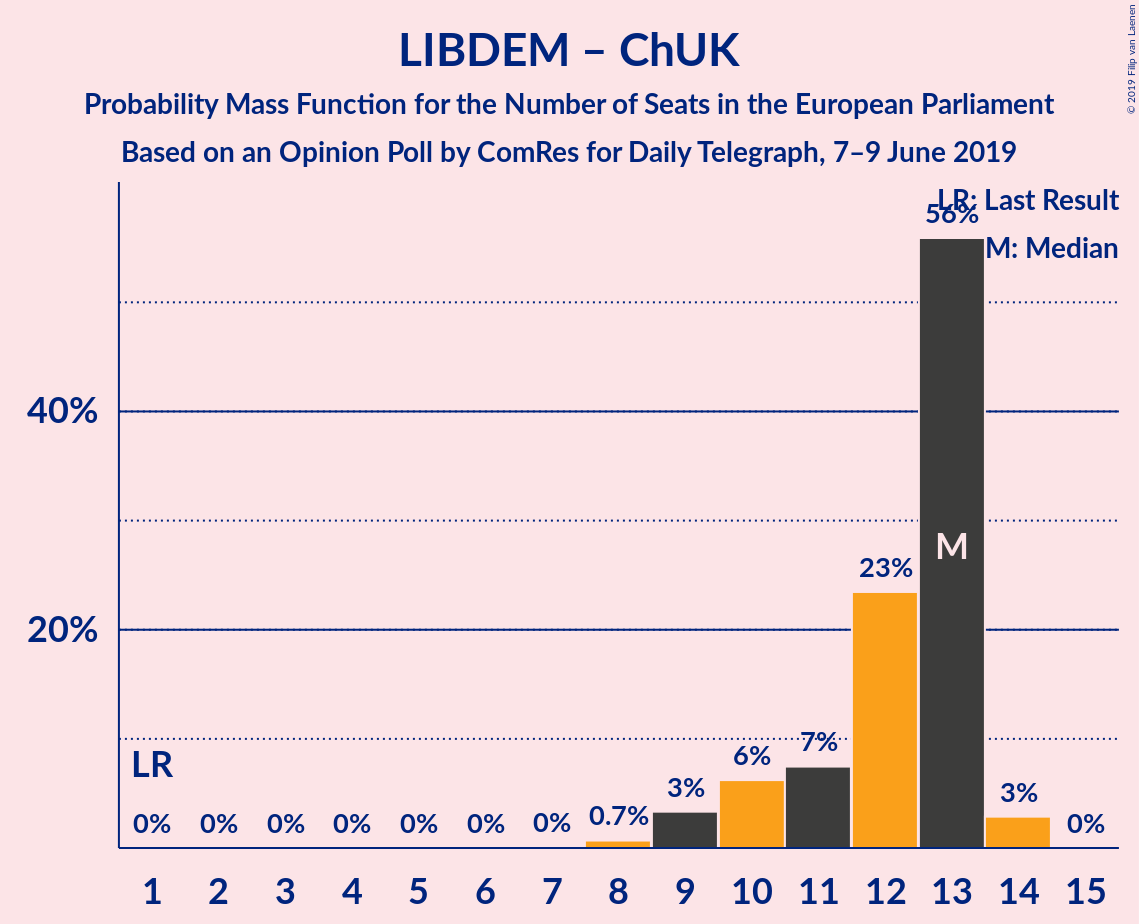 © 2019 Filip van Laenen
LIBDEM – ChUK
Probability Mass Function for the Number of Seats in the European Parliament
Based on an Opinion Poll by ComRes for Daily Telegraph, 7–9 June 2019
LR: Last Result
56%
M: Median
40%
M
23%
20%
LR
7%
6%
3%
3%
0% 0% 0% 0% 0% 0% 0% 0.7% 0%
1 2 3 4 5 6 7 8 9 10 11 12 13 14 15